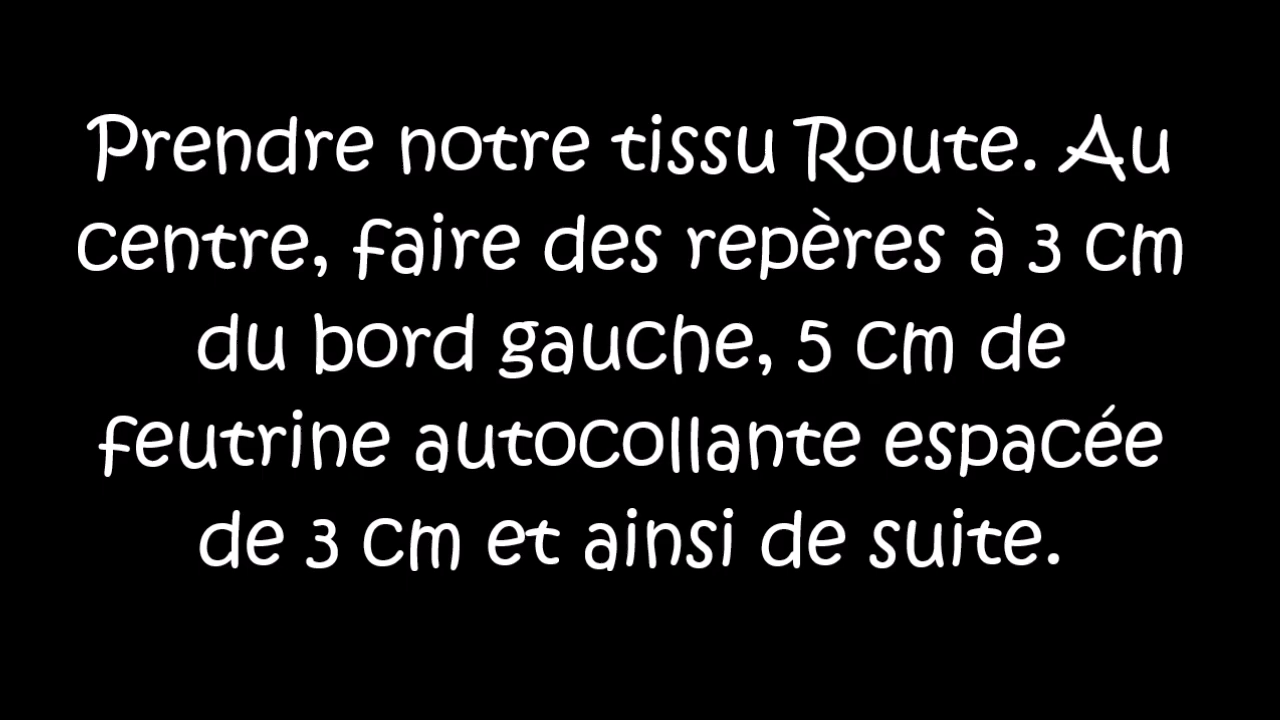 Prendre notre tissu Route. Au
centre, faire des repères à 3 cm
du bord gauche, 5 cm de
feutrine autocollante espacée
de 3 cm et ainsi de suite.